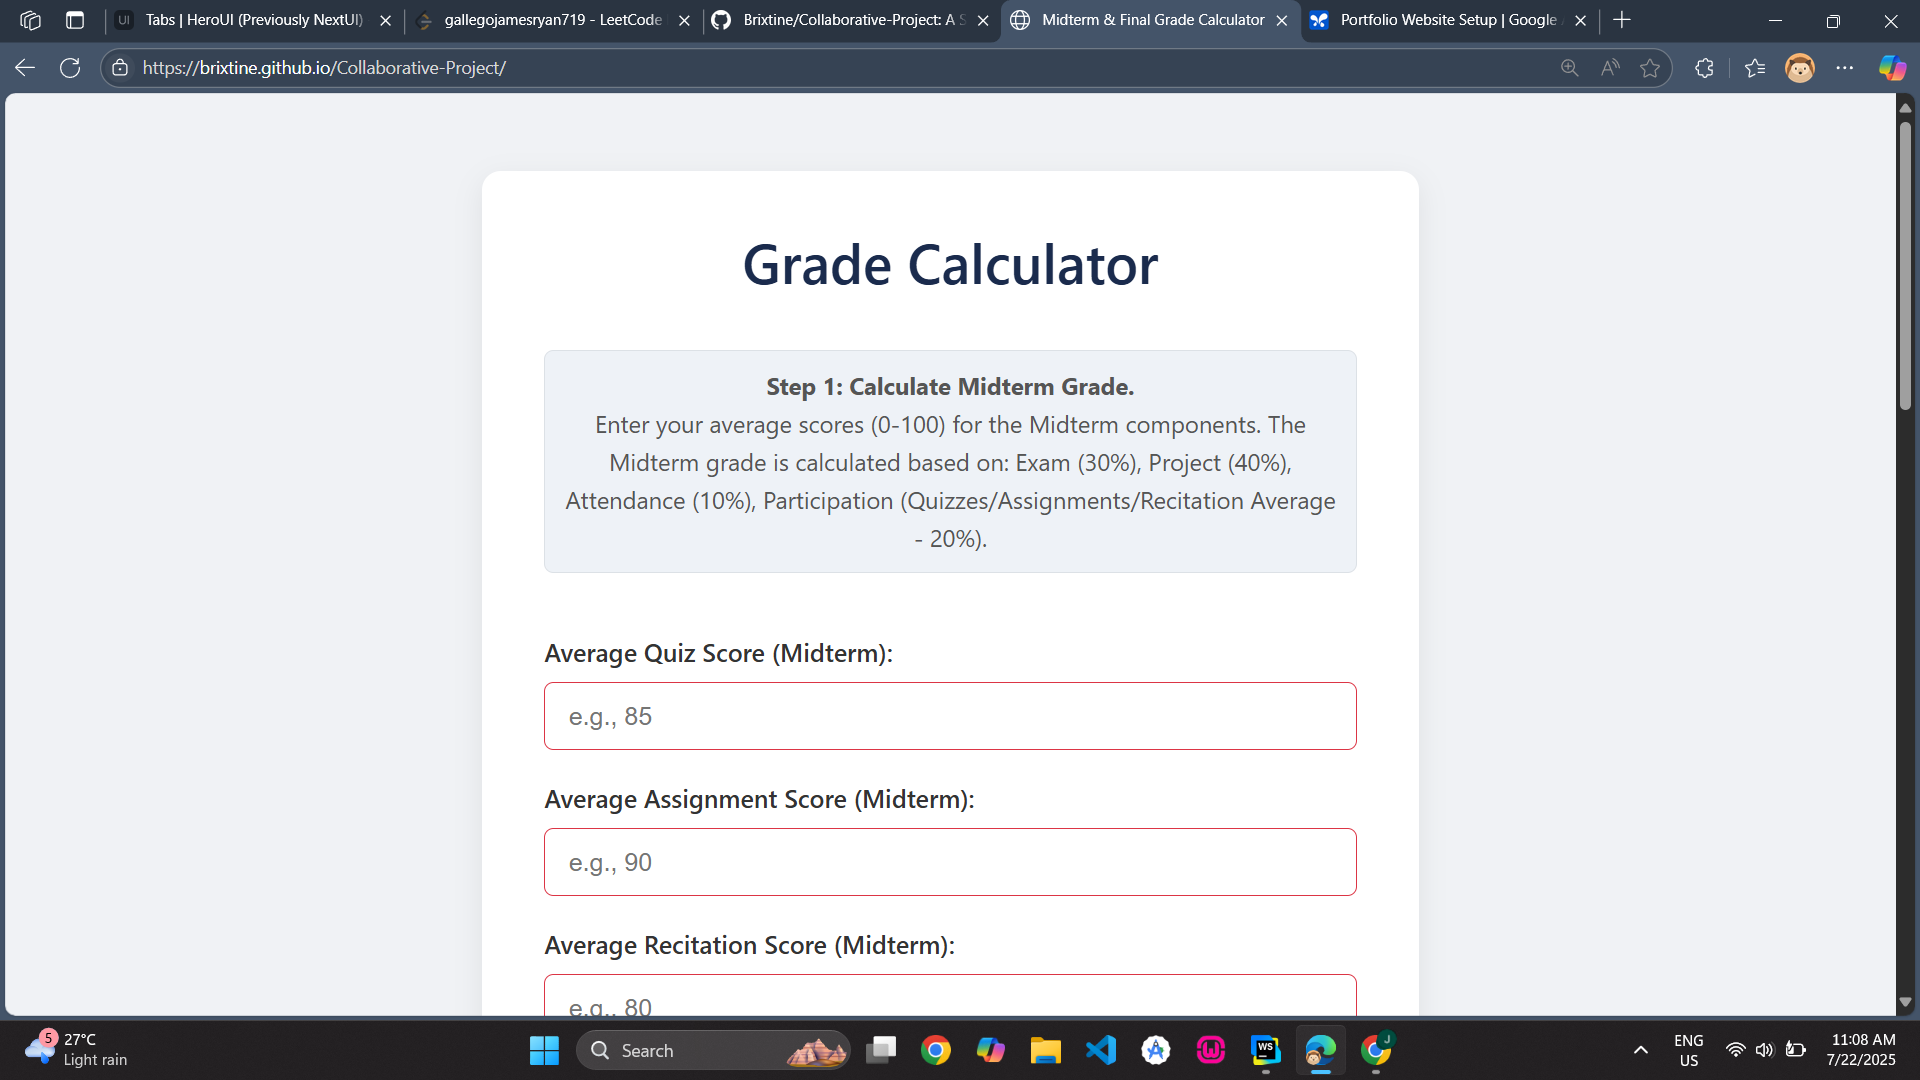 Tabs | HeroUI (Previously NextUI)
gallegojamesryan719 - LeetCode
Brixtine/Collaborative-Project: A S
Midterm & Final Grade Calculator
Portfolio Website Setup | Google
https://brixtine.github.io/Collaborative-Project/
Grade Calculator
Step 1: Calculate Midterm Grade.
Enter your average scores (0-100) for the Midterm components. The
Midterm grade is calculated based on: Exam (30%), Project (40%),
Attendance (10%), Participation (Quizzes/Assignments/Recitation Average
- 20%).
Average Quiz Score (Midterm):
e.g., 85
Average Assignment Score (Midterm):
e.g., 90
Average Recitation Score (Midterm):
e.g., 80
5
27°C
Light rain
Search
WS
J
ENG
US
11:08 AM
7/22/2025